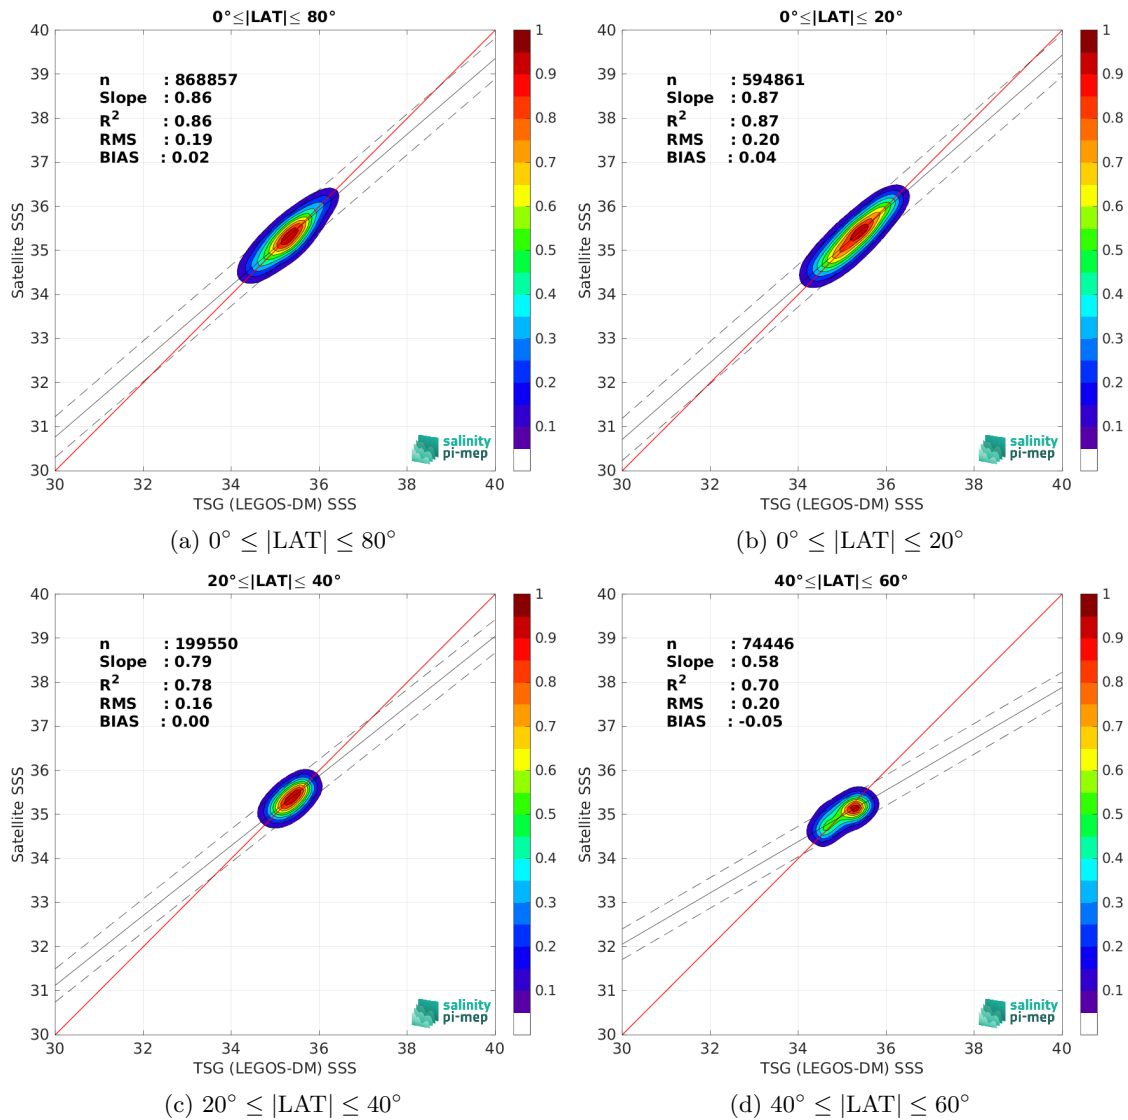 0°≤|LAT|≤ 80°
n : 868857
Slope : 0.86
R² : 0.86
RMS : 0.19
BIAS : 0.02
Satellite SSS
40
39
38
37
36
35
34
33
32
31
30
30 32 34 36 38 40
TSG (LEGOS-DM) SSS
1
0.9
0.8
0.7
0.6
0.5
0.4
0.3
0.2
0.1
salinity
pi-mep
(a) 0° ≤ |LAT| ≤ 80°
0°≤|LAT|≤ 20°
n : 594861
Slope : 0.87
R² : 0.87
RMS : 0.20
BIAS : 0.04
Satellite SSS
40
39
38
37
36
35
34
33
32
31
30
30 32 34 36 38 40
TSG (LEGOS-DM) SSS
1
0.9
0.8
0.7
0.6
0.5
0.4
0.3
0.2
0.1
salinity
pi-mep
(b) 0° ≤ |LAT| ≤ 20°
20°≤|LAT|≤ 40°
n : 199550
Slope : 0.79
R² : 0.78
RMS : 0.16
BIAS : 0.00
Satellite SSS
40
39
38
37
36
35
34
33
32
31
30
30 32 34 36 38 40
TSG (LEGOS-DM) SSS
1
0.9
0.8
0.7
0.6
0.5
0.4
0.3
0.2
0.1
salinity
pi-mep
(c) 20° ≤ |LAT| ≤ 40°
40°≤|LAT|≤ 60°
n : 74446
Slope : 0.58
R² : 0.70
RMS : 0.20
BIAS : -0.05
Satellite SSS
40
39
38
37
36
35
34
33
32
31
30
30 32 34 36 38 40
TSG (LEGOS-DM) SSS
1
0.9
0.8
0.7
0.6
0.5
0.4
0.3
0.2
0.1
salinity
pi-mep
(d) 40° ≤ |LAT| ≤ 60°